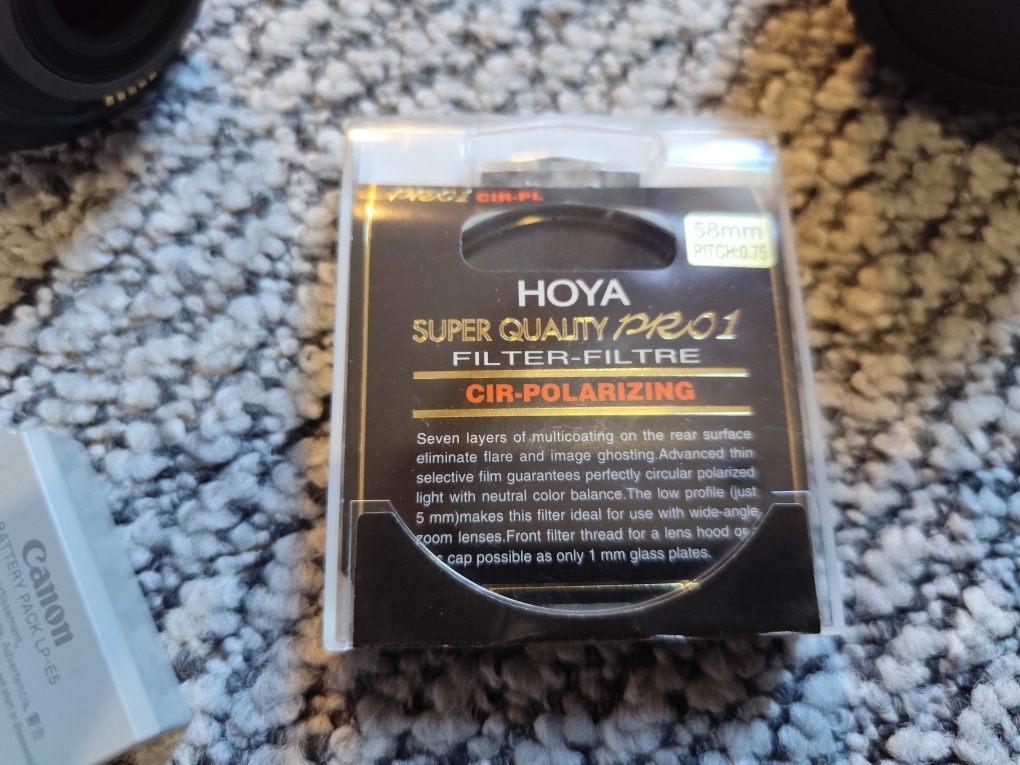 PRO1 CIR-PL
58mm
PITCH:0.75
HOYA
SUPER QUALITY PRO1
FILTER-FILTRE
CIR-POLARIZING
Seven layers of multicoating on the rear surface
eliminate flare and image ghosting.Advanced thin
selective film guarantees perfectly circular polarized
light with neutral color balance.The low profile (just
5 mm)makes this filter ideal for use with wide-angle
zoom lenses.Front filter thread for a lens hood or
cap possible as only 1 mm glass plates.
Canon
BATTERY PACK LP-E5
Advertencia,